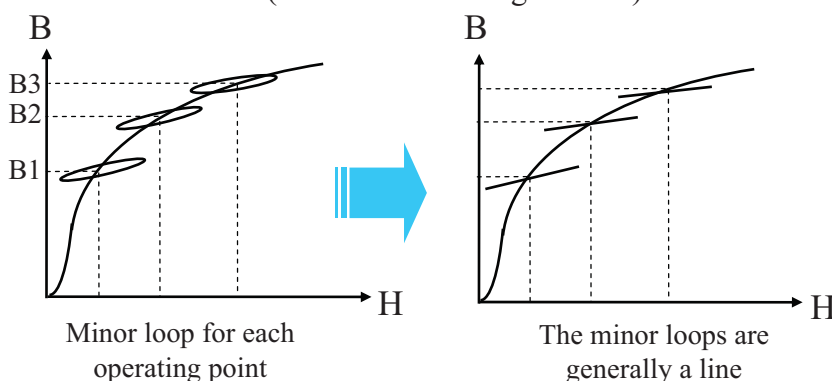 B
B3
B2
B1
H
Minor loop for each
operating point
B
H
The minor loops are
generally a line